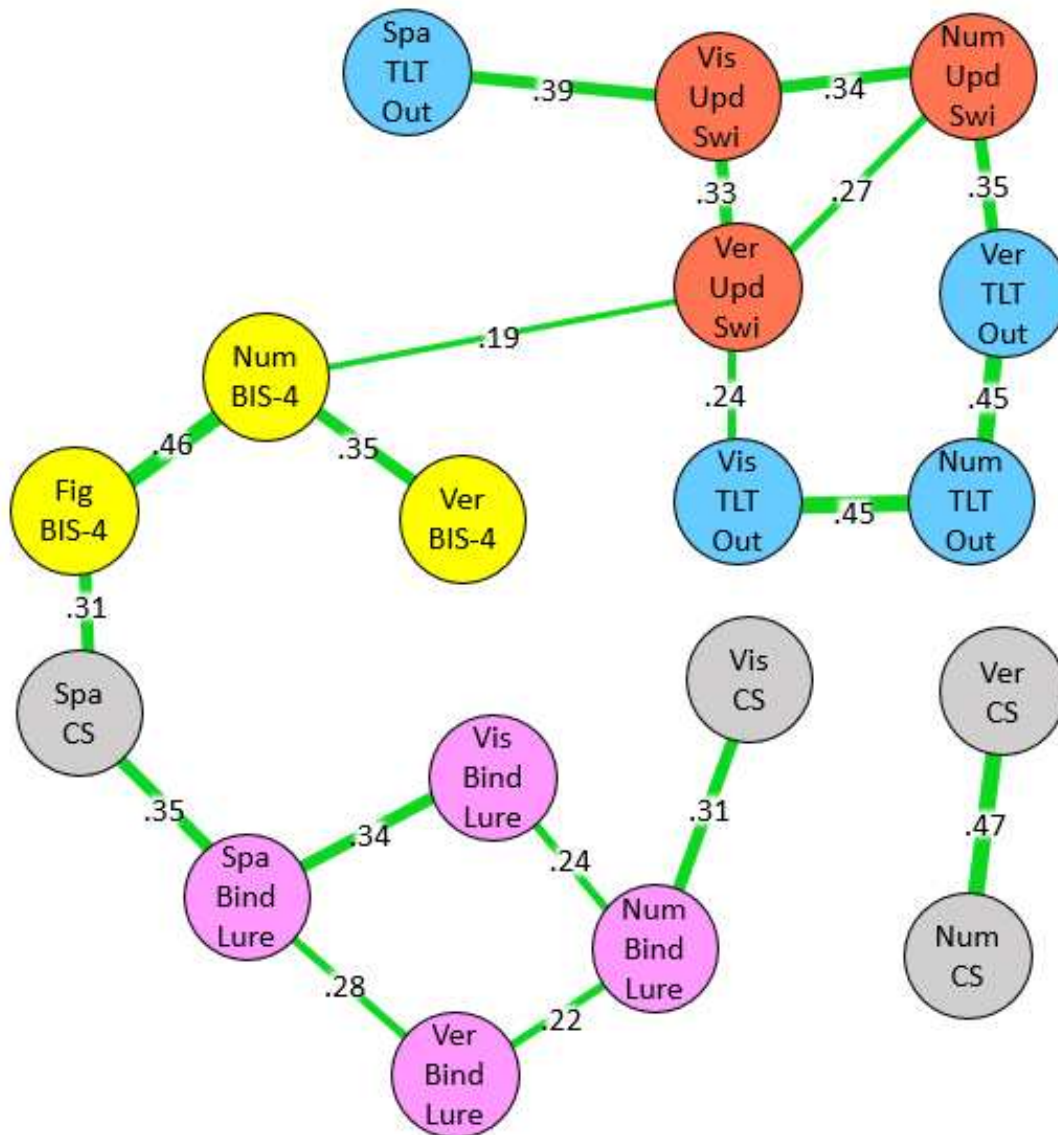 Spa
TLT
Out
Vis
Upd
Swi
Num
Upd
Swi
.39
.34
.33
.27
.35
Ver
Upd
Swi
Ver
TLT
Out
.19
Num
BIS-4
.24
.45
.46
.35
Fig
BIS-4
Ver
BIS-4
Vis
TLT
Out
.45
Num
TLT
Out
.31
Spa
CS
Vis
CS
Ver
CS
.35
Vis
Bind
Lure
.34
.31
.47
.24
Spa
Bind
Lure
Num
Bind
Lure
Num
CS
.28
.22
Ver
Bind
Lure